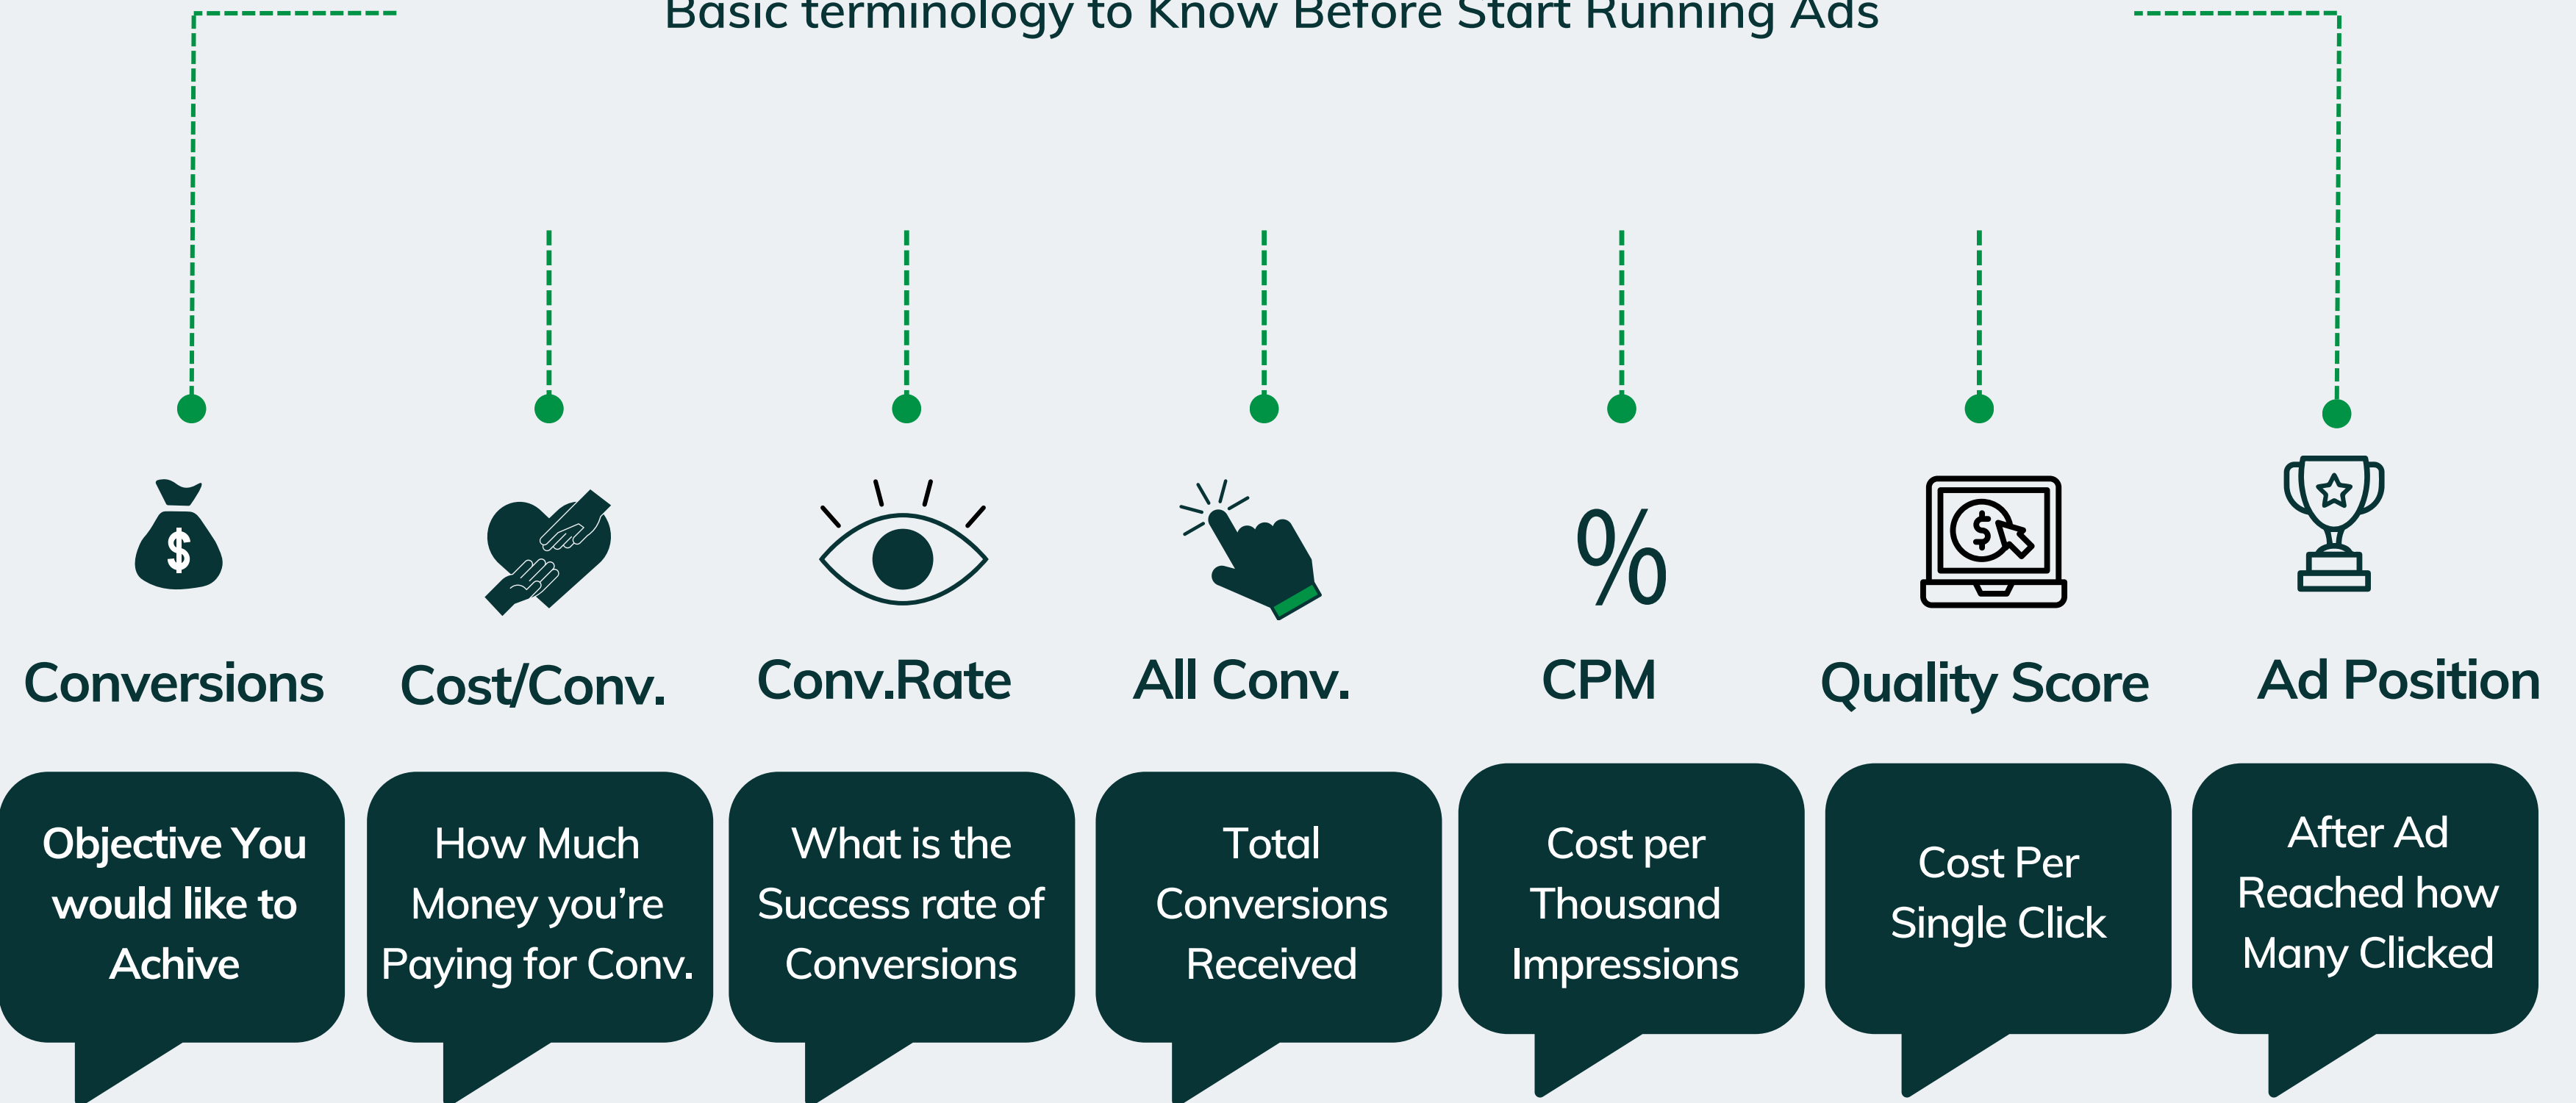 Basic terminology to Know Before Start Running Ads
$
%
$
Conversions
Cost/Conv.
Conv.Rate
All Conv.
CPM
Quality Score
Ad Position
Objective You
would like to
Achive
How Much
Money you’re
Paying for Conv.
What is the
Success rate of
Conversions
Total
Conversions
Received
Cost per
Thousand
Impressions
Cost Per
Single Click
After Ad
Reached how
Many Clicked